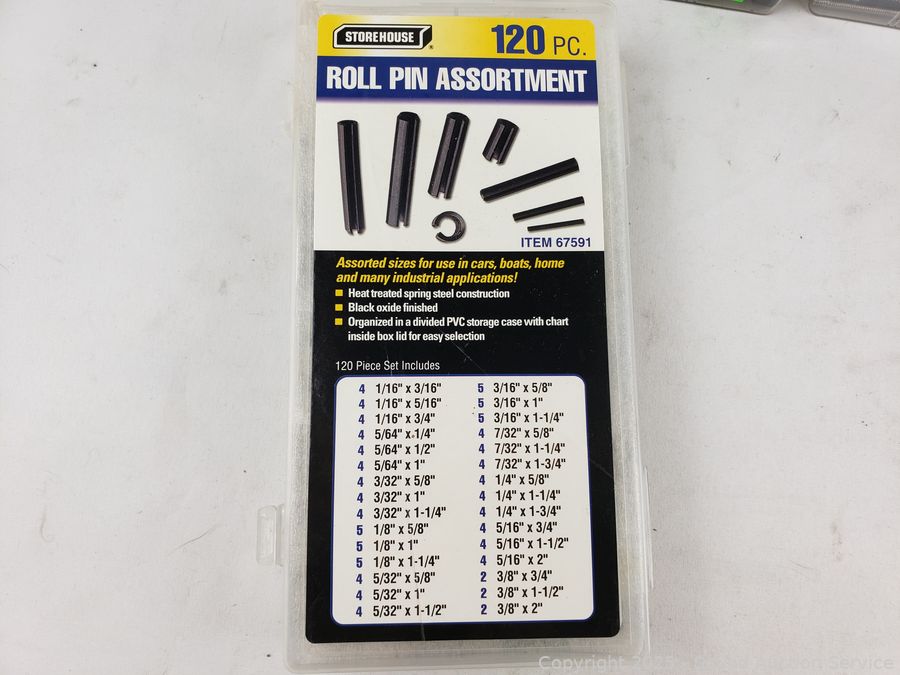 STOREHOUSE®
120 PC.
ROLL PIN ASSORTMENT
ITEM 67591
Assorted sizes for use in cars, boats, home
and many industrial applications!
Heat treated spring steel construction
Black oxide finished
Organized in a divided PVC storage case with chart
inside box lid for easy selection
120 Piece Set Includes
4 1/16" x 3/16"
4 1/16" x 5/16"
4 1/16" x 3/4"
4 5/64" x 1/4"
4 5/64" x 1/2"
4 5/64" x 1"
4 3/32" x 5/8"
4 3/32" x 1"
4 3/32" x 1-1/4"
5 1/8" x 5/8"
5 1/8" x 1"
5 1/8" x 1-1/4"
4 5/32" x 5/8"
4 5/32" x 1"
4 5/32" x 1-1/2"
5 3/16" x 5/8"
5 3/16" x 1"
5 3/16" x 1-1/4"
4 7/32" x 5/8"
4 7/32" x 1-1/4"
4 7/32" x 1-3/4"
4 1/4" x 5/8"
4 1/4" x 1-1/4"
4 1/4" x 1-3/4"
4 5/16" x 3/4"
4 5/16" x 1-1/2"
4 5/16" x 2"
2 3/8" x 3/4"
2 3/8" x 1-1/2"
2 3/8" x 2"
Copyright 2025 Auction Service